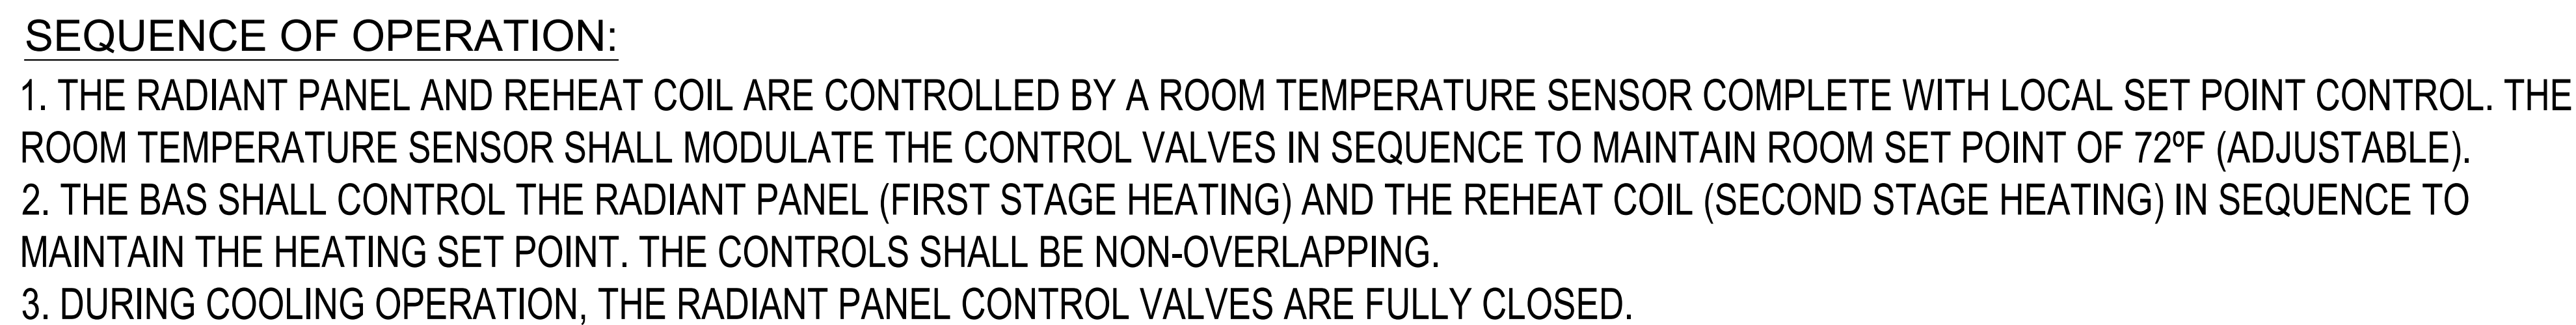 SEQUENCE OF OPERATION:
1. THE RADIANT PANEL AND REHEAT COIL ARE CONTROLLED BY A ROOM TEMPERATURE SENSOR COMPLETE WITH LOCAL SET POINT CONTROL. THE
ROOM TEMPERATURE SENSOR SHALL MODULATE THE CONTROL VALVES IN SEQUENCE TO MAINTAIN ROOM SET POINT OF 72ºF (ADJUSTABLE).
2. THE BAS SHALL CONTROL THE RADIANT PANEL (FIRST STAGE HEATING) AND THE REHEAT COIL (SECOND STAGE HEATING) IN SEQUENCE TO
MAINTAIN THE HEATING SET POINT. THE CONTROLS SHALL BE NON-OVERLAPPING.
3. DURING COOLING OPERATION, THE RADIANT PANEL CONTROL VALVES ARE FULLY CLOSED.